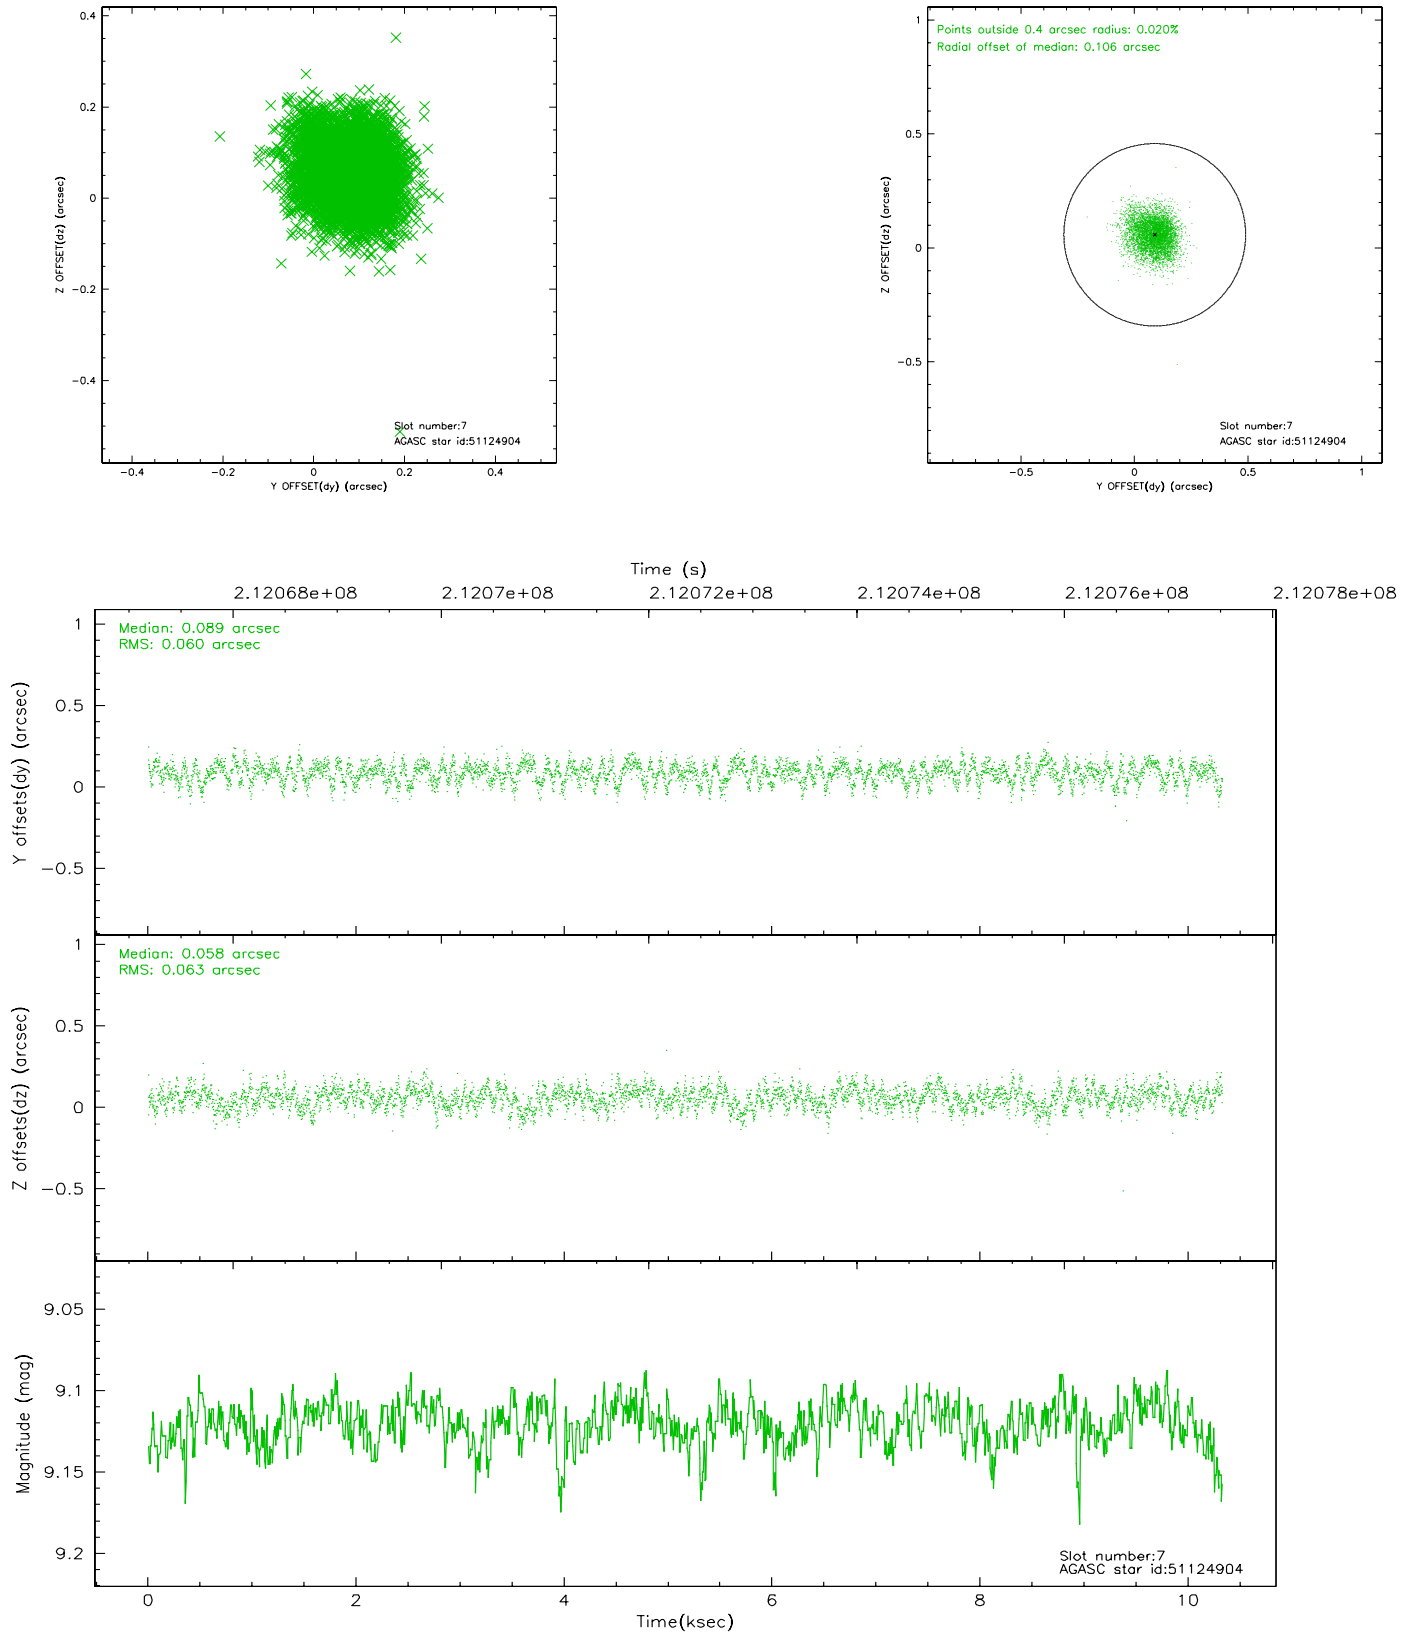 0.4
0.2
0
−0.2
−0.4
Z OFFSET(dz) (arcsec)
Slot number:7
AGASC star id:51124904
−0.4 −0.2 0 0.2 0.4
Y OFFSET(dy) (arcsec)
Points outside 0.4 arcsec radius: 0.020%
Radial offset of median: 0.106 arcsec
1
0.5
0
−0.5
Z OFFSET(dz) (arcsec)
Slot number:7
AGASC star id:51124904
−0.5 0 0.5 1
Y OFFSET(dy) (arcsec)
Time (s)
2.12068e+08 2.1207e+08 2.12072e+08 2.12074e+08 2.12076e+08 2.12078e+08
Median: 0.089 arcsec
RMS: 0.060 arcsec
1
0.5
0
−0.5
Y offsets(dy) (arcsec)
Median: 0.058 arcsec
RMS: 0.063 arcsec
1
0.5
0
−0.5
Z offsets(dz) (arcsec)
9.05
9.1
9.15
9.2
Magnitude (mag)
Slot number:7
AGASC star id:51124904
0 2 4 6 8 10
Time(ksec)